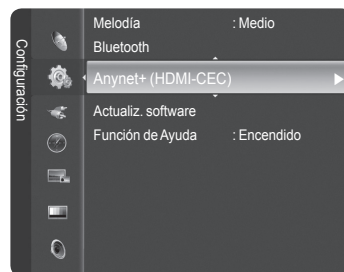 Configuración
Melodía : Medio
Bluetooth
Anynet+ (HDMI-CEC)
Actualiz. software
Función de Ayuda : Encendido